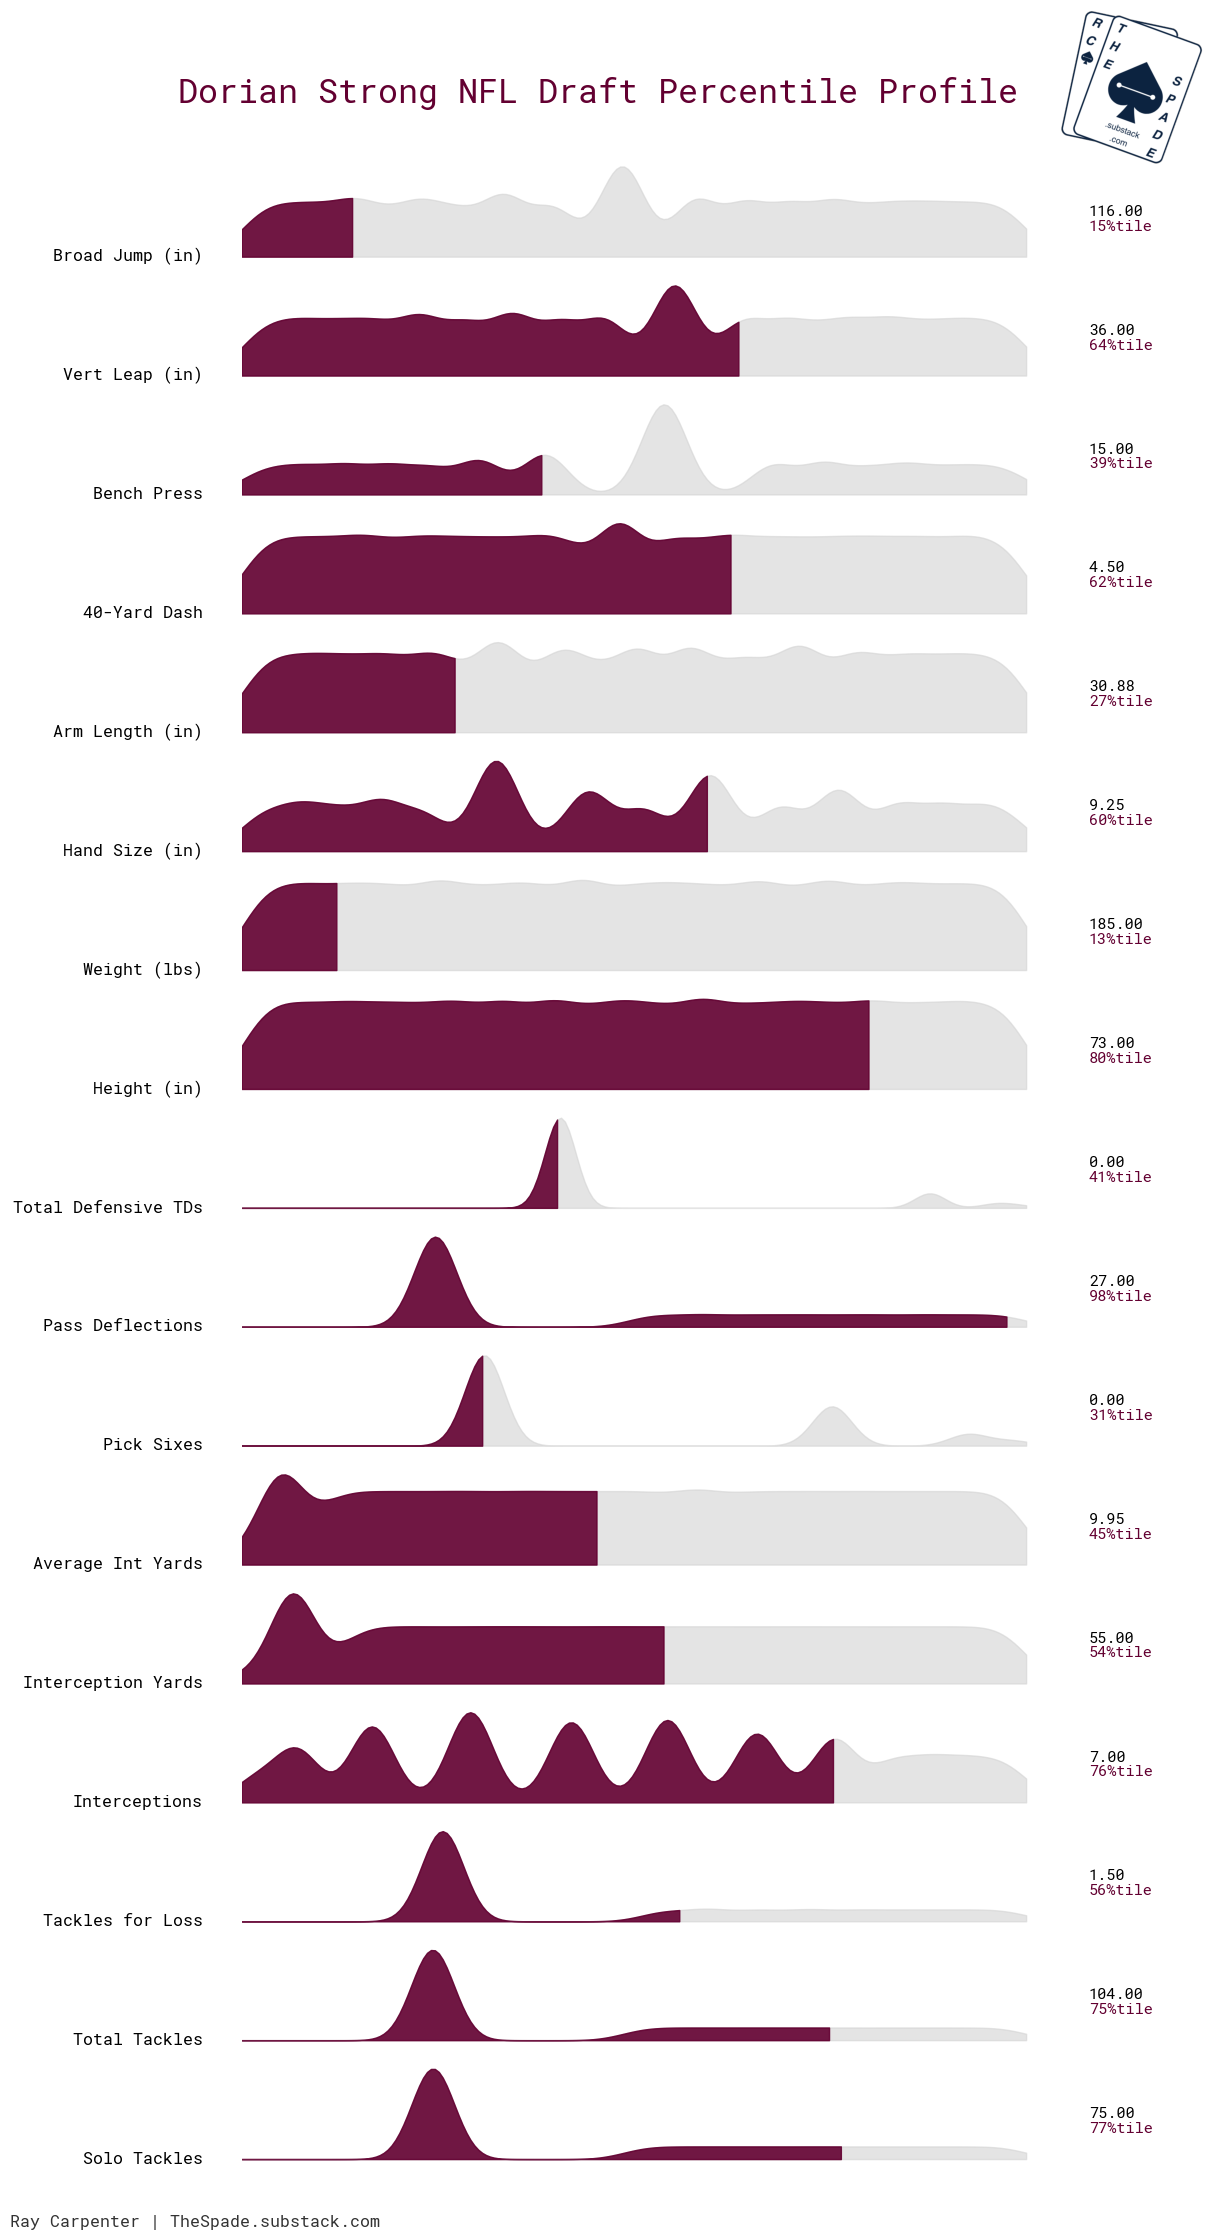 R
C
T
H
E
S
P
A
D
E
.substack
.com
Dorian Strong NFL Draft Percentile Profile
Broad Jump (in)
116.00
15%tile
Vert Leap (in)
36.00
64%tile
Bench Press
15.00
39%tile
40-Yard Dash
4.50
62%tile
Arm Length (in)
30.88
27%tile
Hand Size (in)
9.25
60%tile
Weight (lbs)
185.00
13%tile
Height (in)
73.00
80%tile
Total Defensive TDs
0.00
41%tile
Pass Deflections
27.00
98%tile
Pick Sixes
0.00
31%tile
Average Int Yards
9.95
45%tile
Interception Yards
55.00
54%tile
Interceptions
7.00
76%tile
Tackles for Loss
1.50
56%tile
Total Tackles
104.00
75%tile
Solo Tackles
75.00
77%tile
Ray Carpenter | TheSpade.substack.com